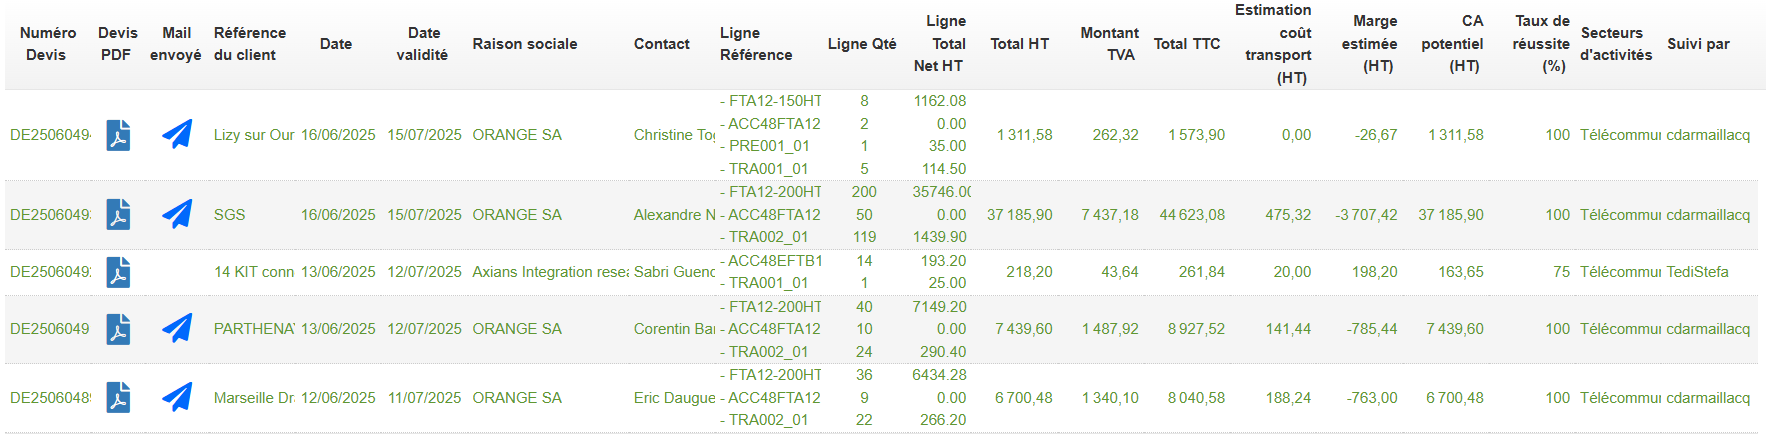 Numéro Devis Devis PDF Mail envoyé Référence du client Date Date validité Raison sociale Contact Ligne Référence Ligne Qté Ligne Total Net HT Total HT Montant TVA Total TTC Estimation coût transport (HT) Marge estimée (HT) CA potentiel (HT) Taux de réussite (%) Secteurs d'activités Suivi par
- FTA12-150HT 8 1162.08
- ACC48FTA12 2 0.00
DE2506049 Lizy sur Our 16/06/2025 15/07/2025 ORANGE SA Christine To 1 311,58 262,32 1 573,90 0,00 -26,67 1 311,58 100 Télécommu cdarmaillacq
- PRE001_01 1 35.00
- TRA001_01 5 114.50
- FTA12-200HT 200 35746.00
DE2506049 SGS 16/06/2025 15/07/2025 ORANGE SA Alexandre N - ACC48FTA12 50 0.00 37 185,90 7 437,18 44 623,08 475,32 -3 707,42 37 185,90 100 Télécommu cdarmaillacq
- TRA002_01 119 1439.90
- ACC48EFTB1 14 193.20
DE2506049 14 KIT conn 13/06/2025 12/07/2025 Axians Integration rese Sabri Guen 218,20 43,64 261,84 20,00 198,20 163,65 75 Télécommu TediStefa
- TRA001_01 1 25.00
- FTA12-200HT 40 7149.20
DE2506049 PARTHENA 13/06/2025 12/07/2025 ORANGE SA Corentin Ba - ACC48FTA12 10 0.00 7 439,60 1 487,92 8 927,52 141,44 -785,44 7 439,60 100 Télécommu cdarmaillacq
- TRA002_01 24 290.40
- FTA12-200HT 36 6434.28
DE2506048 Marseille Dr 12/06/2025 11/07/2025 ORANGE SA Eric Daugue - ACC48FTA12 9 0.00 6 700,48 1 340,10 8 040,58 188,24 -763,00 6 700,48 100 Télécommu cdarmaillacq
- TRA002_01 22 266.20